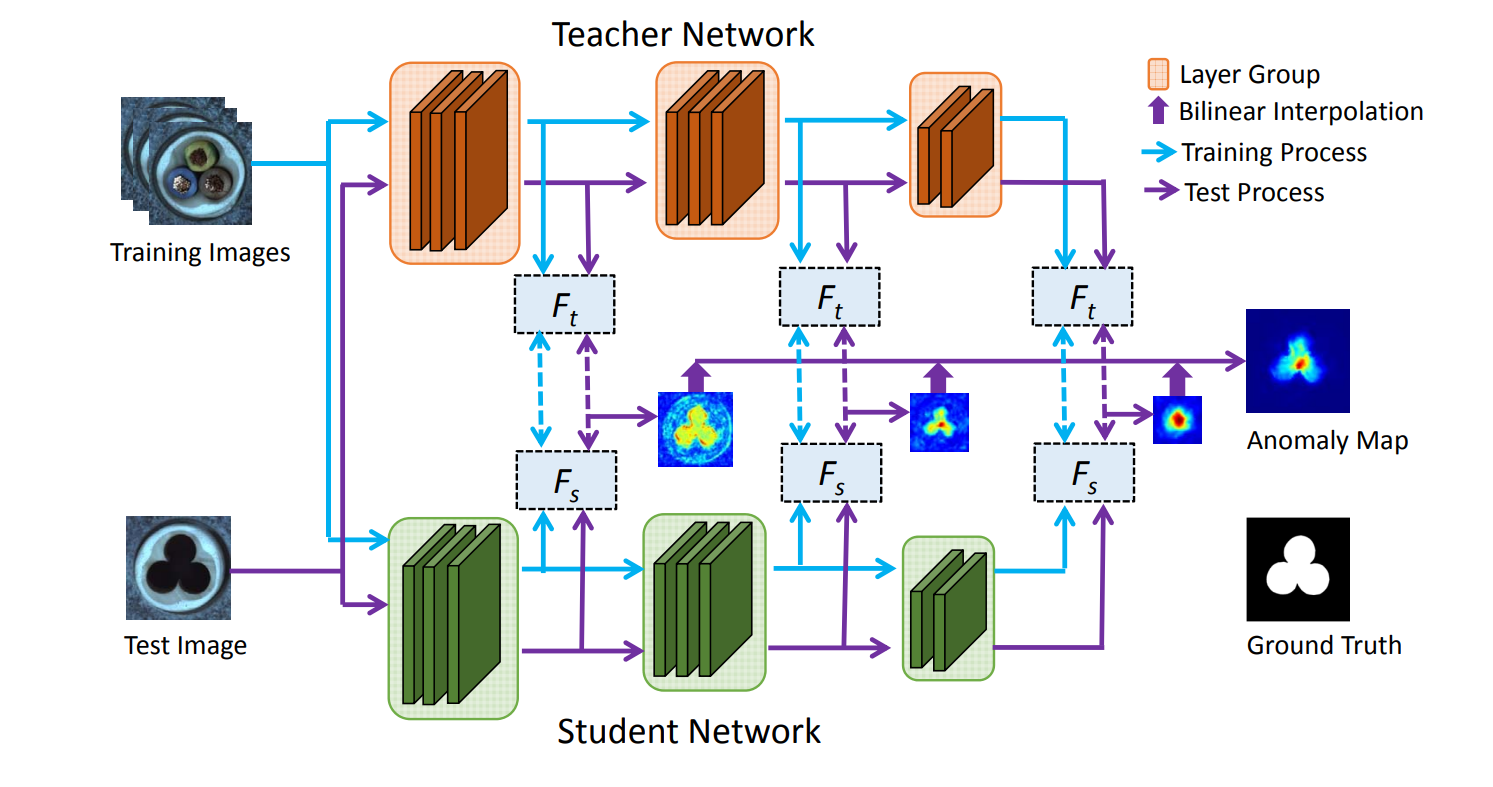 Teacher Network
Layer Group
Bilinear Interpolation
Training Process
Test Process
Training Images
F_t
F_t
F_t
Anomaly Map
F_s
F_s
F_s
Test Image
Ground Truth
Student Network